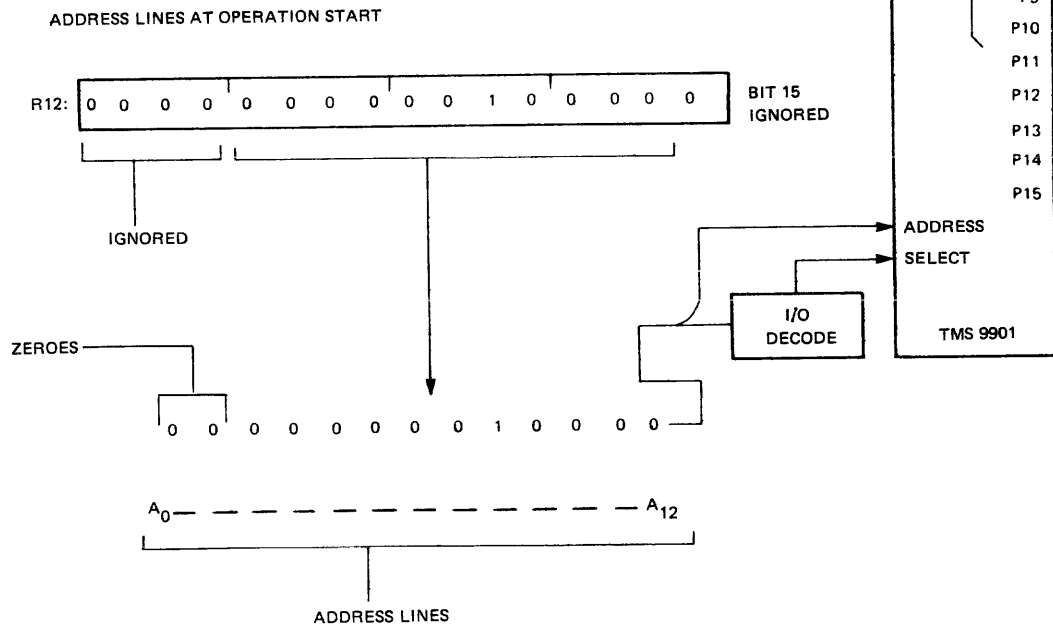 ADDRESS LINES AT OPERATION START
P10
P11
P12
P13
P14
P15
R12: 0 0 0 0 0 0 0 0 0 0 1 0 0 0 0 0
BIT 15
IGNORED
IGNORED
ADDRESS
SELECT
I/O
DECODE
TMS 9901
ZEROES
0 0 0 0 0 0 0 0 1 0 0 0 0
A0 — — — — — — — — — — — — A12
ADDRESS LINES